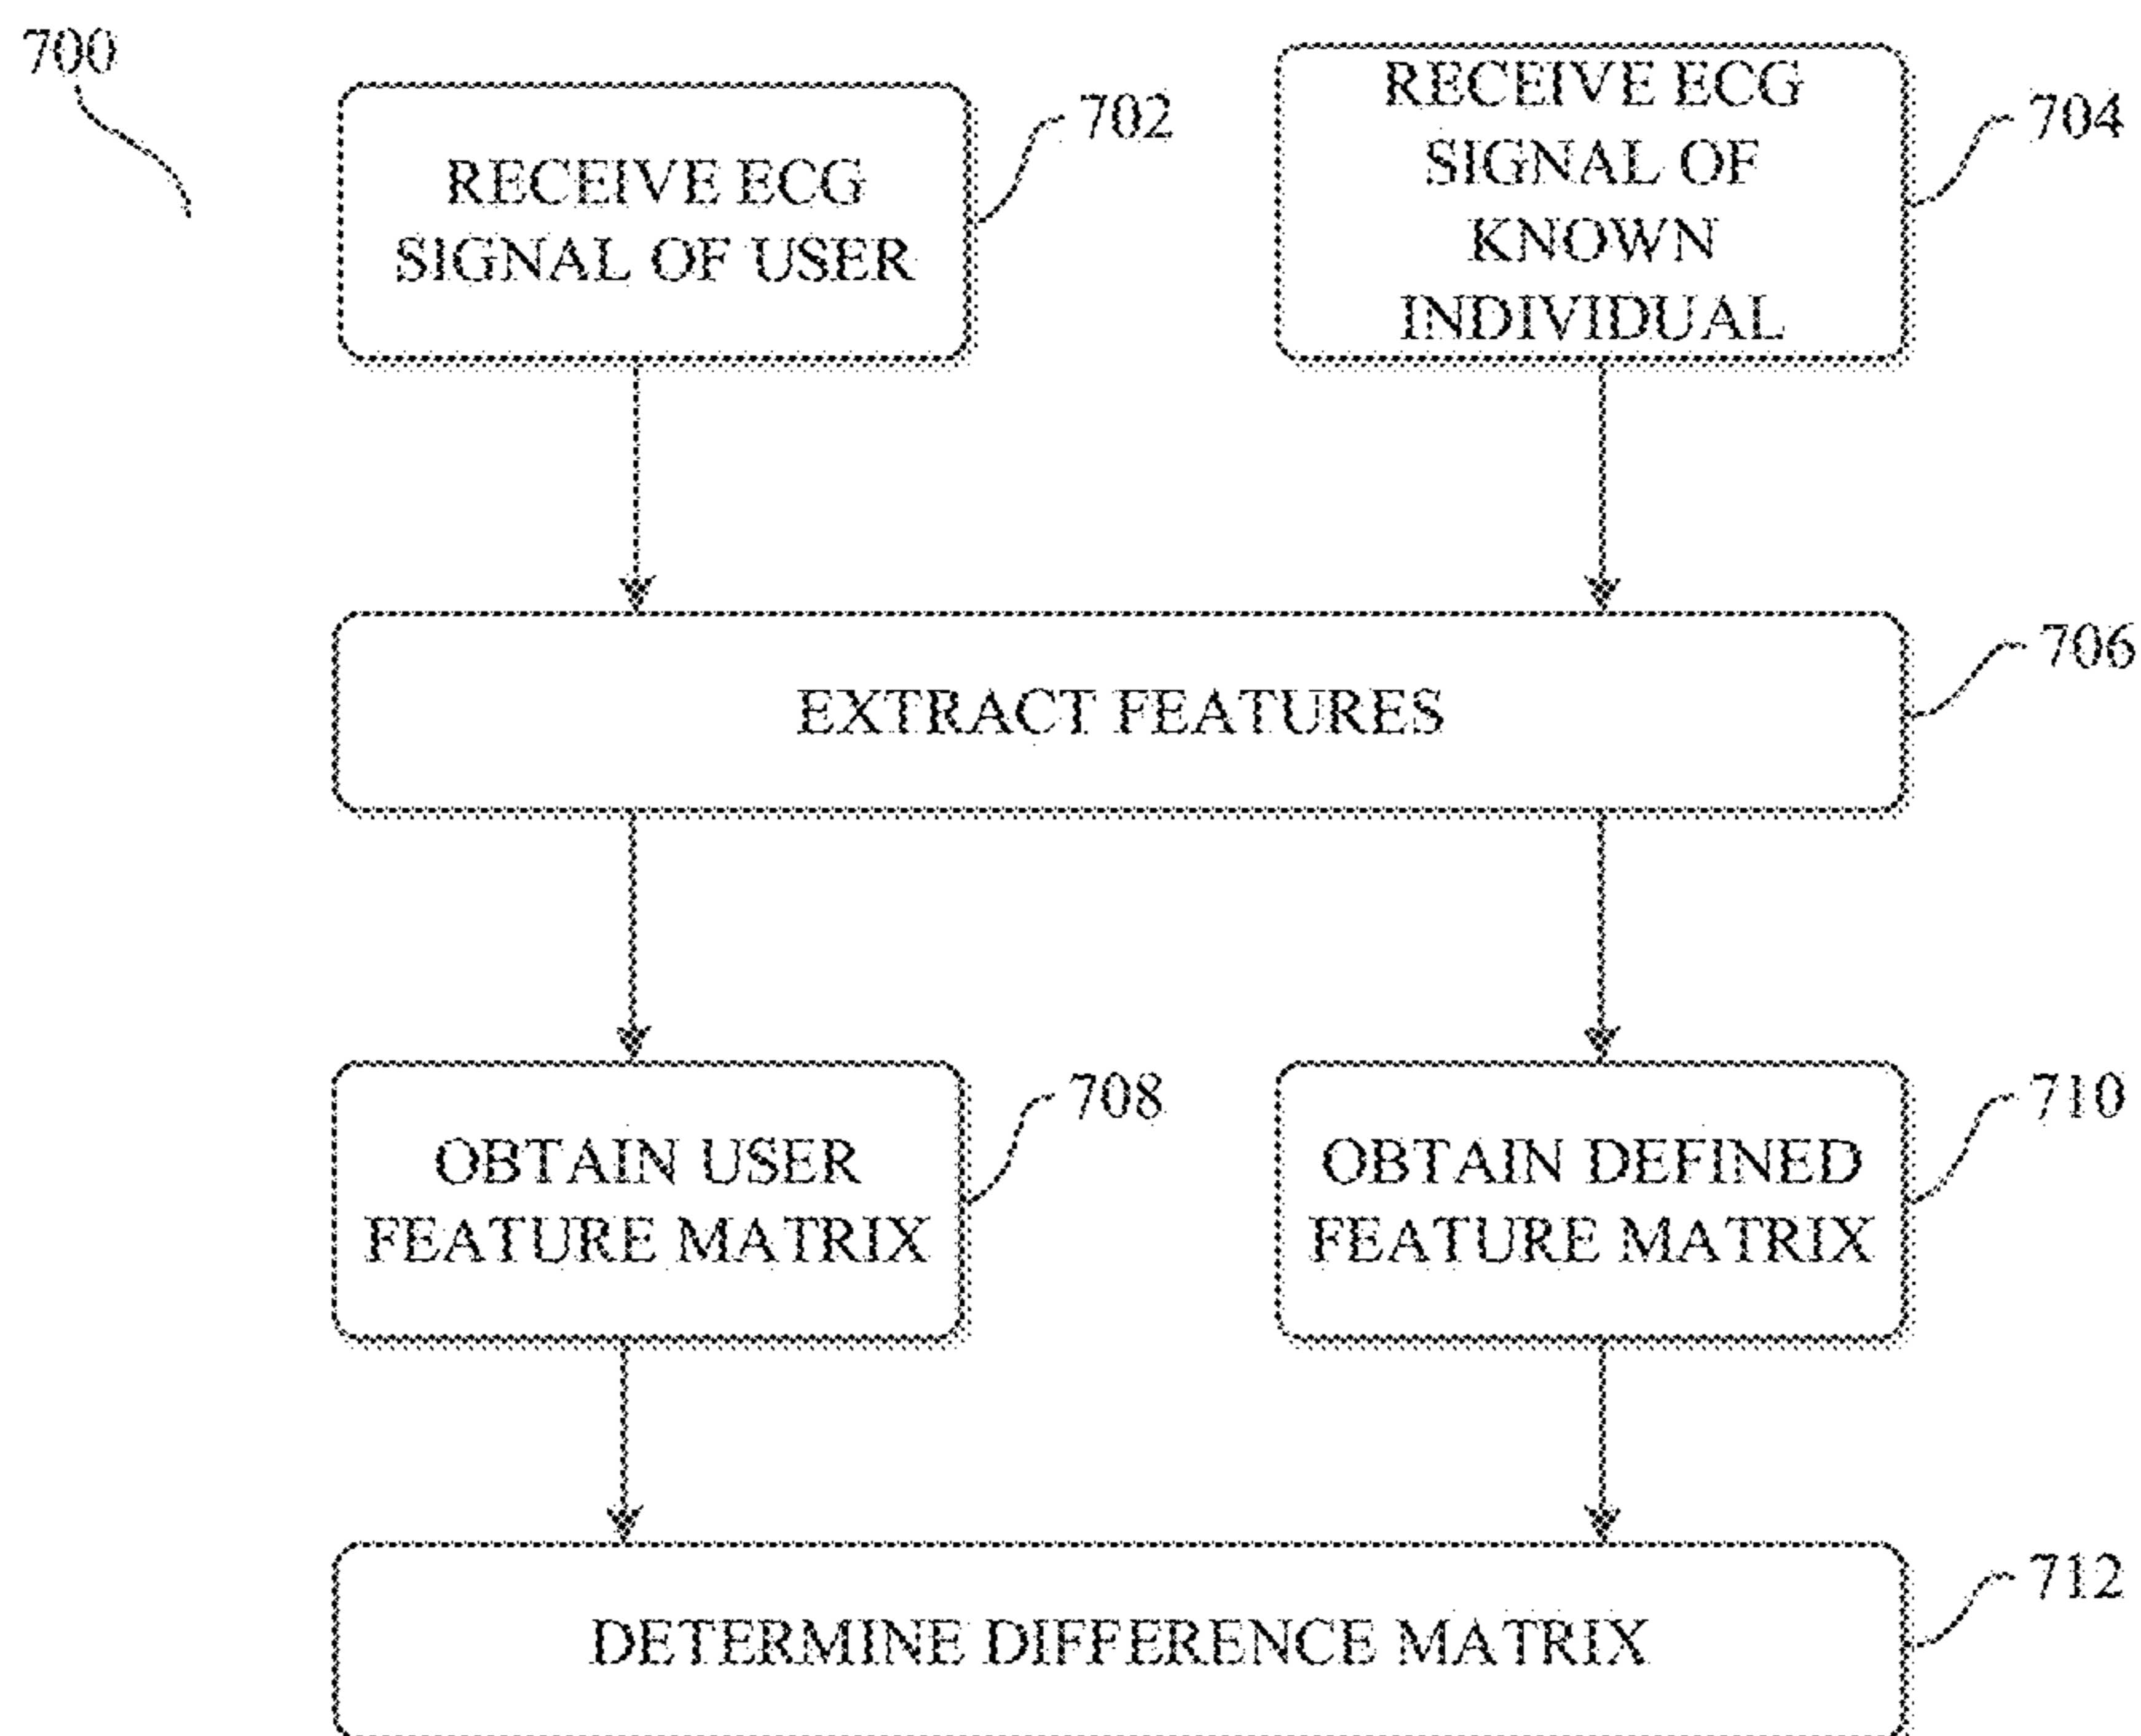 700
RECEIVE ECG
SIGNAL OF USER
702
RECEIVE ECG
SIGNAL OF
KNOWN
INDIVIDUAL
704
EXTRACT FEATURES
706
OBTAIN USER
FEATURE MATRIX
708
OBTAIN DEFINED
FEATURE MATRIX
710
DETERMINE DIFFERENCE MATRIX
712